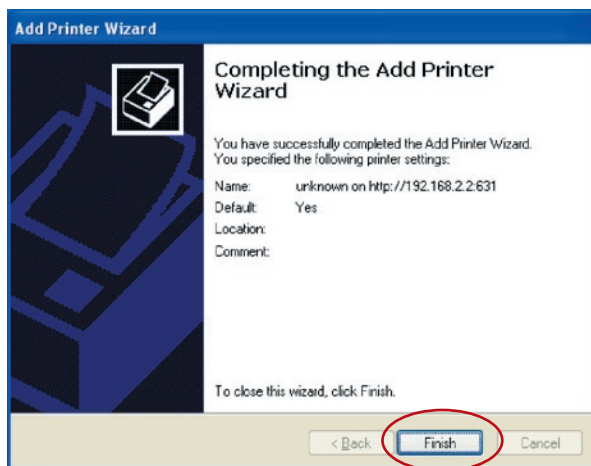 Add Printer Wizard
Completing the Add Printer
Wizard
You have successfully completed the Add Printer Wizard.
You specified the following printer settings:
Name: unknown on http://192.168.2.2:631
Default: Yes
Location:
Comment:
To close this wizard, click Finish.
< Back Finish Cancel